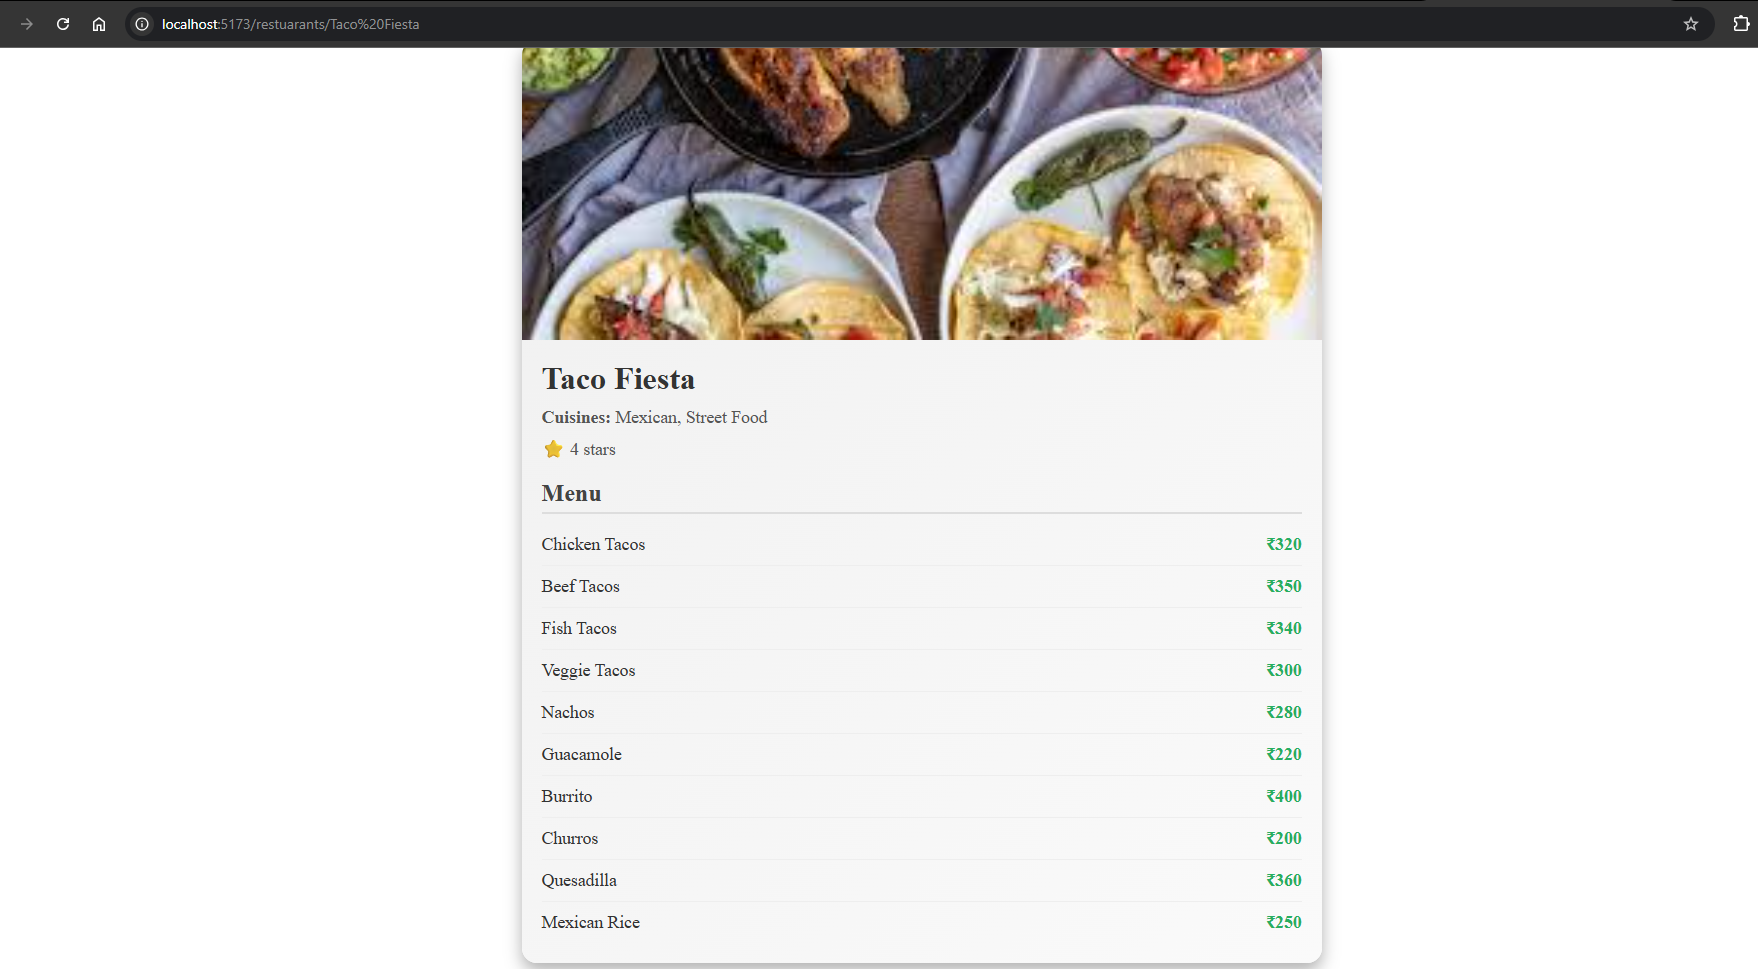 localhost:5173/restuarants/Taco%20Fiesta
Taco Fiesta
Cuisines: Mexican, Street Food
4 stars
Menu
Chicken Tacos ₹320
Beef Tacos ₹350
Fish Tacos ₹340
Veggie Tacos ₹300
Nachos ₹280
Guacamole ₹220
Burrito ₹400
Churros ₹200
Quesadilla ₹360
Mexican Rice ₹250